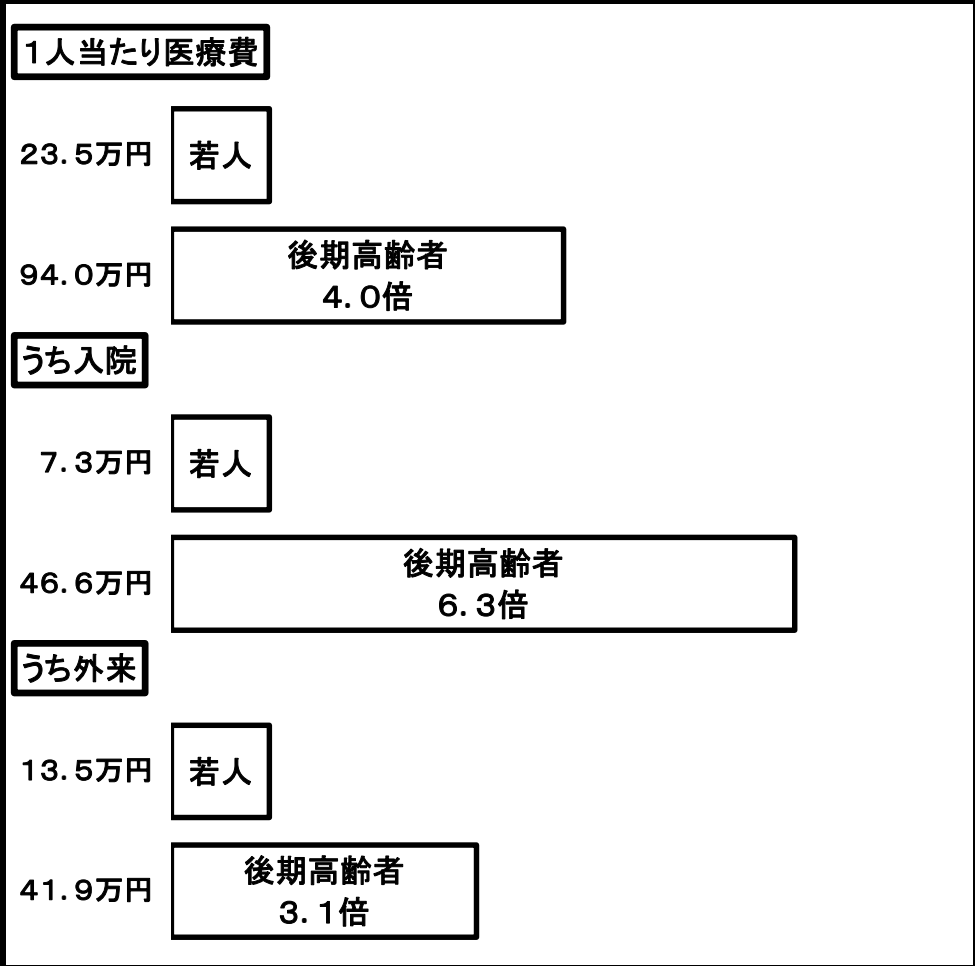 １人当たり医療費
２３．５万円
若人
９４．０万円
後期高齢者
４．０倍
うち入院
７．３万円
若人
４６．６万円
後期高齢者
６．３倍
うち外来
１３．５万円
若人
４１．９万円
後期高齢者
３．１倍